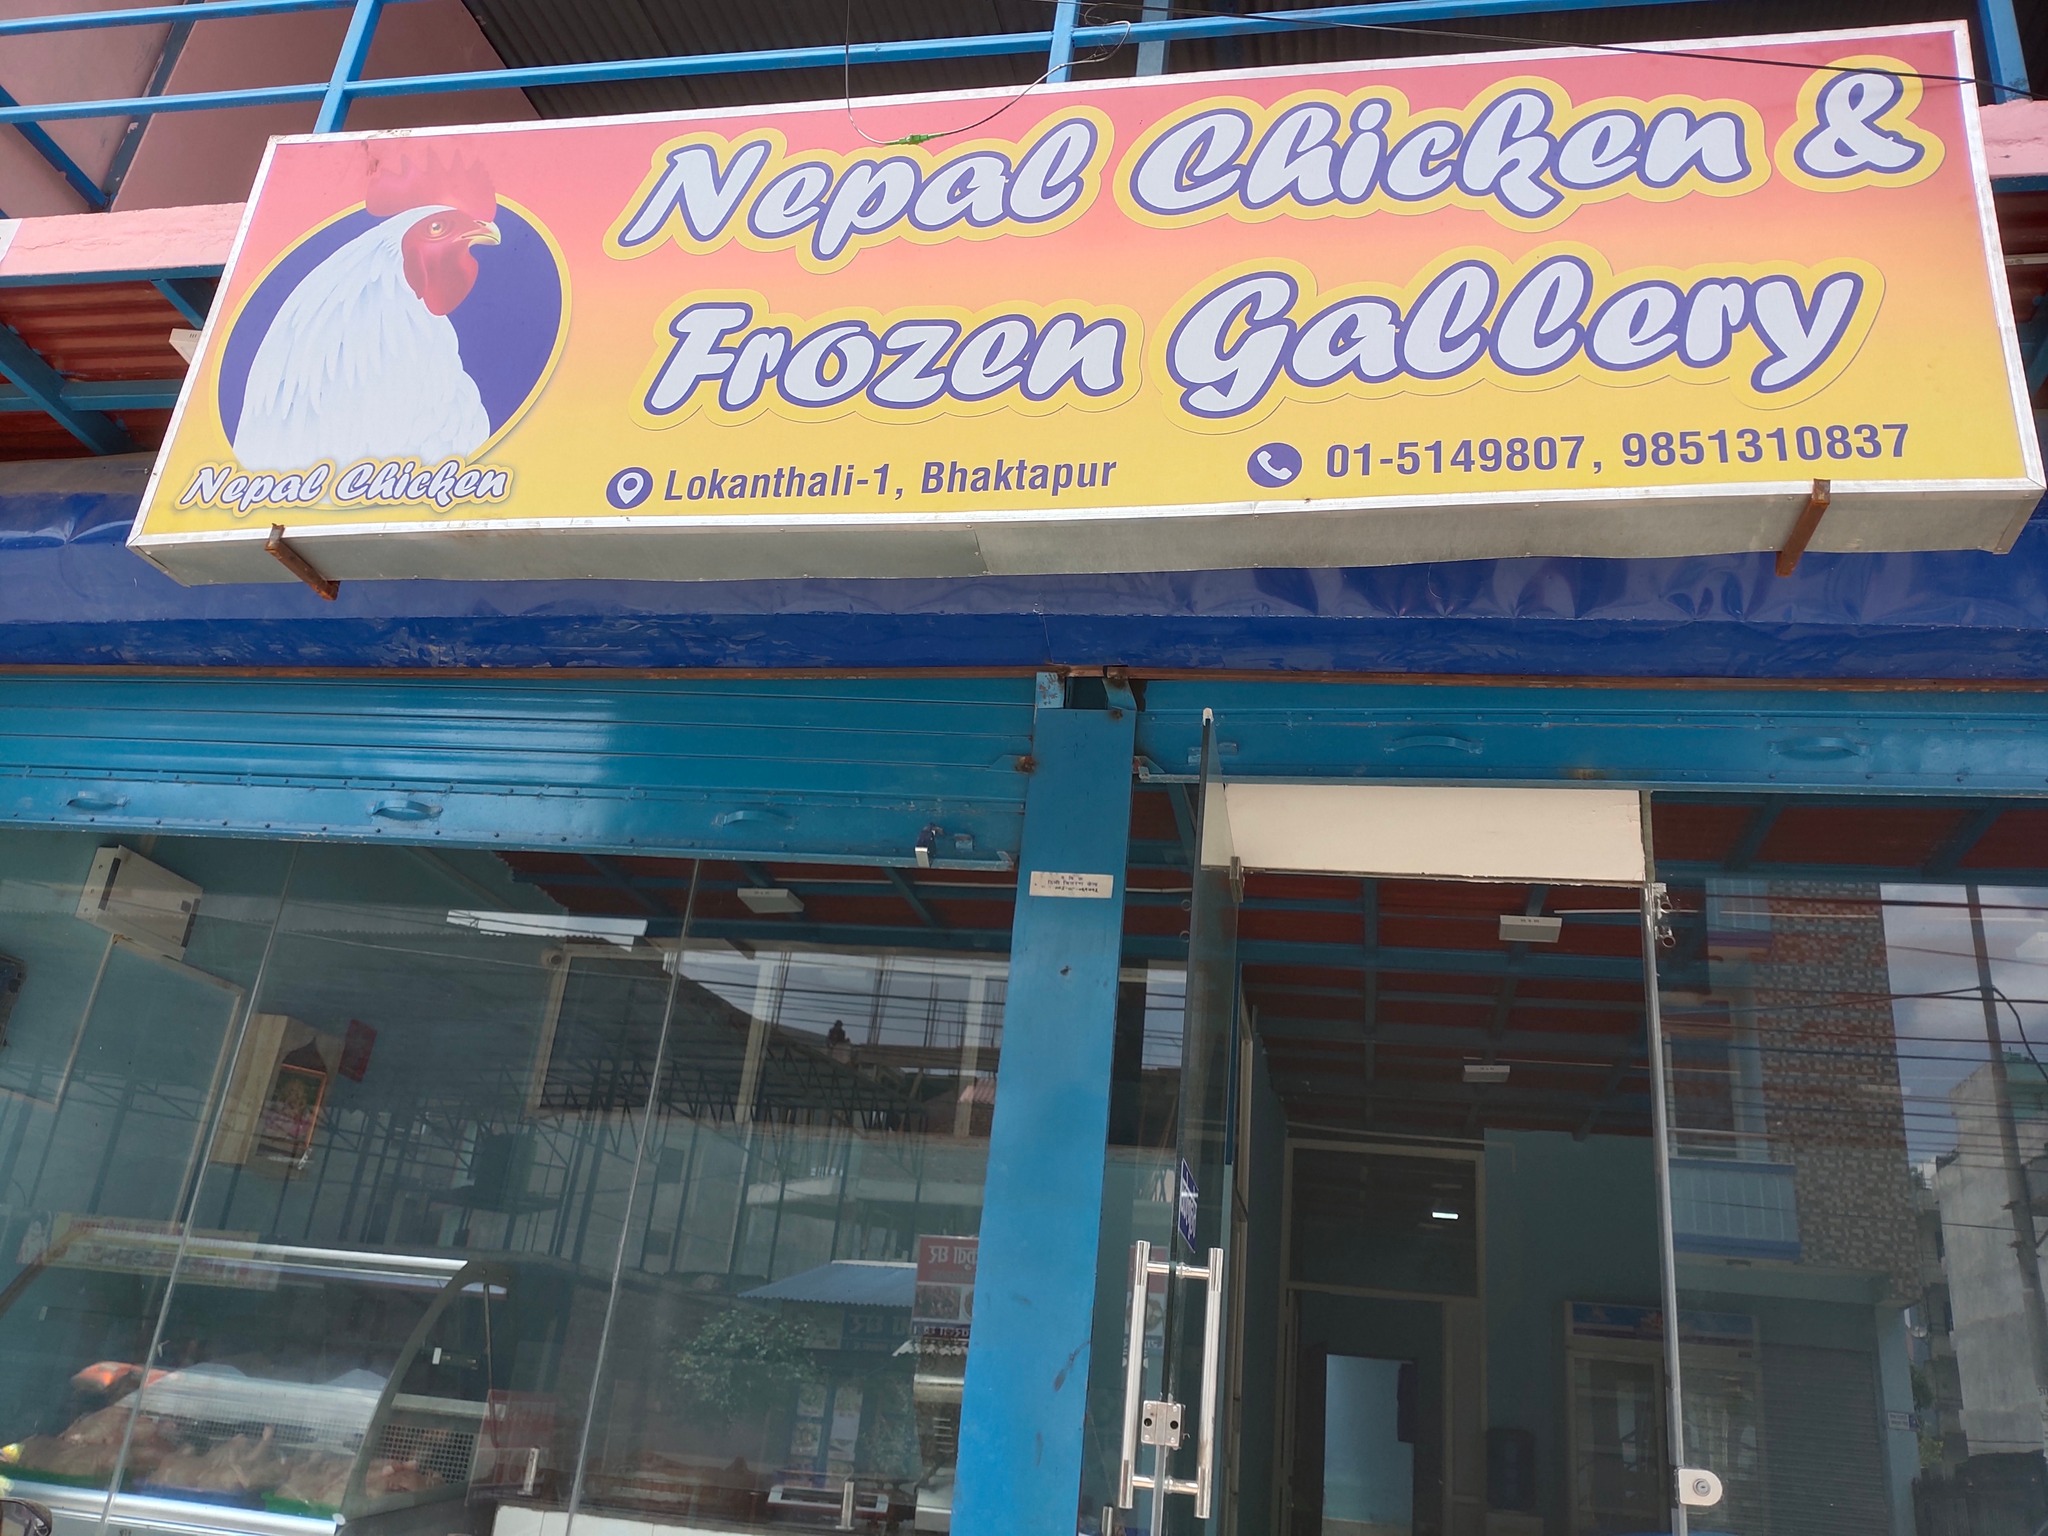 Nepal Chicken &
Frozen Gallery
Nepal Chicken
Lokanthali-1, Bhaktapur
01-5149807, 9851310837